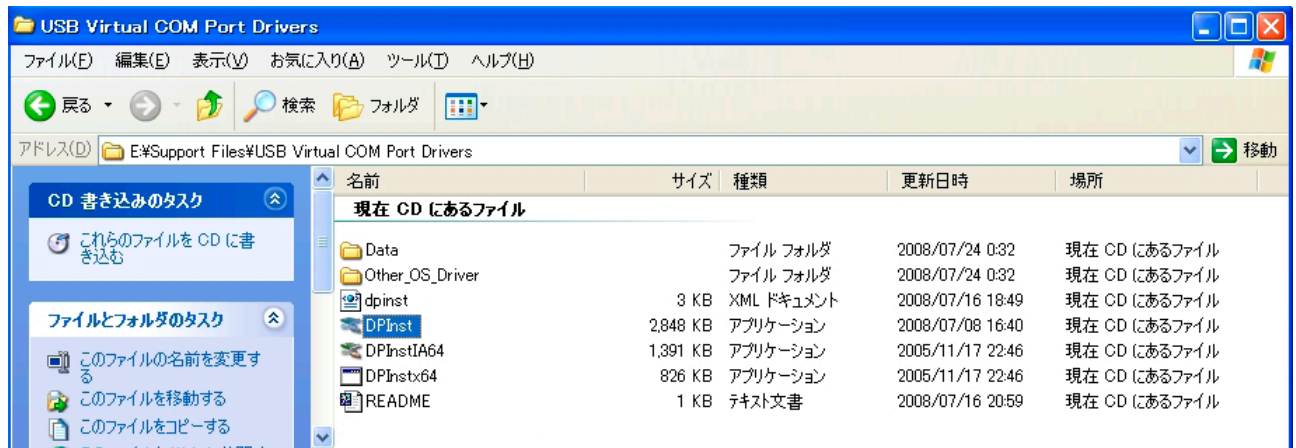 USB Virtual COM Port Drivers
ファイル(F) 編集(E) 表示(V) お気に入り(A) ツール(T) ヘルプ(H)
戻る 検索 フォルダ
アドレス(D) E:¥Support Files¥USB Virtual COM Port Drivers 移動
CD 書き込みのタスク
これらのファイルを CD に書
き込む
ファイルとフォルダのタスク
このファイルの名前を変更す
る
このファイルを移動する
このファイルをコピーする
名前 サイズ 種類 更新日時 場所
現在 CD にあるファイル
Data ファイル フォルダ 2008/07/24 0:32 現在 CD にあるファイル
Other_OS_Driver ファイル フォルダ 2008/07/24 0:32 現在 CD にあるファイル
dpinst 3 KB XML ドキュメント 2008/07/16 18:49 現在 CD にあるファイル
DPInst 2,848 KB アプリケーション 2008/07/08 16:40 現在 CD にあるファイル
DPInstIA64 1,391 KB アプリケーション 2005/11/17 22:46 現在 CD にあるファイル
DPInstx64 826 KB アプリケーション 2005/11/17 22:46 現在 CD にあるファイル
README 1 KB テキスト文書 2008/07/16 20:59 現在 CD にあるファイル